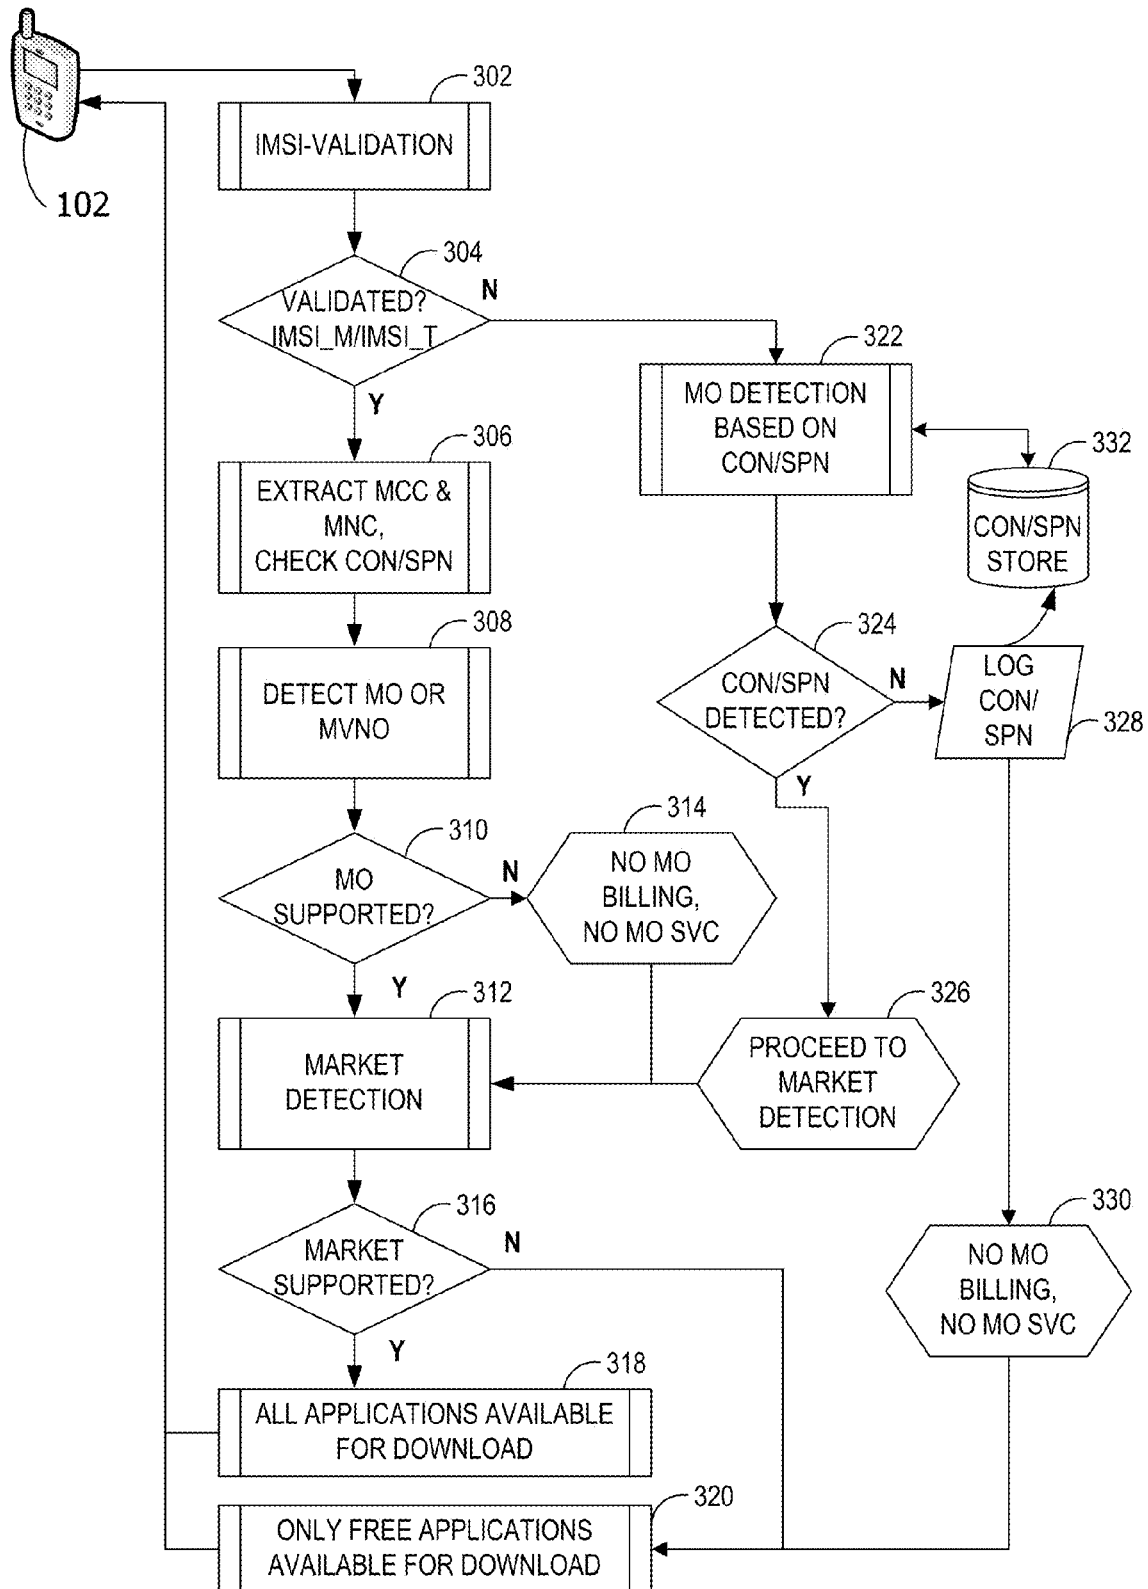 302
IMSI-VALIDATION
102
304
N
VALIDATED?
IMSI_M/IMSI_T
Y
322
MO DETECTION
BASED ON
CON/SPN
332
CON/SPN
STORE
306
EXTRACT MCC &
MNC,
CHECK CON/SPN
308
DETECT MO OR
MVNO
324
CON/SPN
DETECTED?
N
Y
LOG
CON/
SPN
328
310
MO
SUPPORTED?
N
Y
314
NO MO
BILLING,
NO MO SVC
312
MARKET
DETECTION
326
PROCEED TO
MARKET
DETECTION
316
MARKET
SUPPORTED?
N
Y
330
NO MO
BILLING,
NO MO SVC
318
ALL APPLICATIONS AVAILABLE
FOR DOWNLOAD
320
ONLY FREE APPLICATIONS
AVAILABLE FOR DOWNLOAD